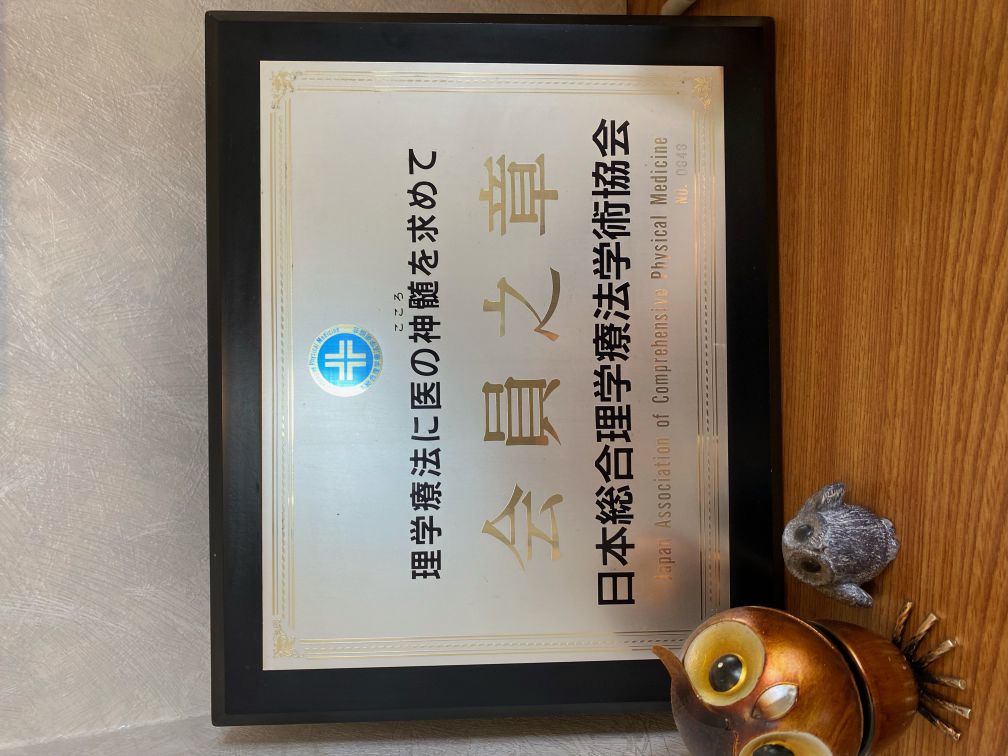 理学療法に医の神髄を求めて
こころ
会員之章
日本総合理学療法学術協会
Japan Association of Comprehensive Physical Medicine
NO. 0848